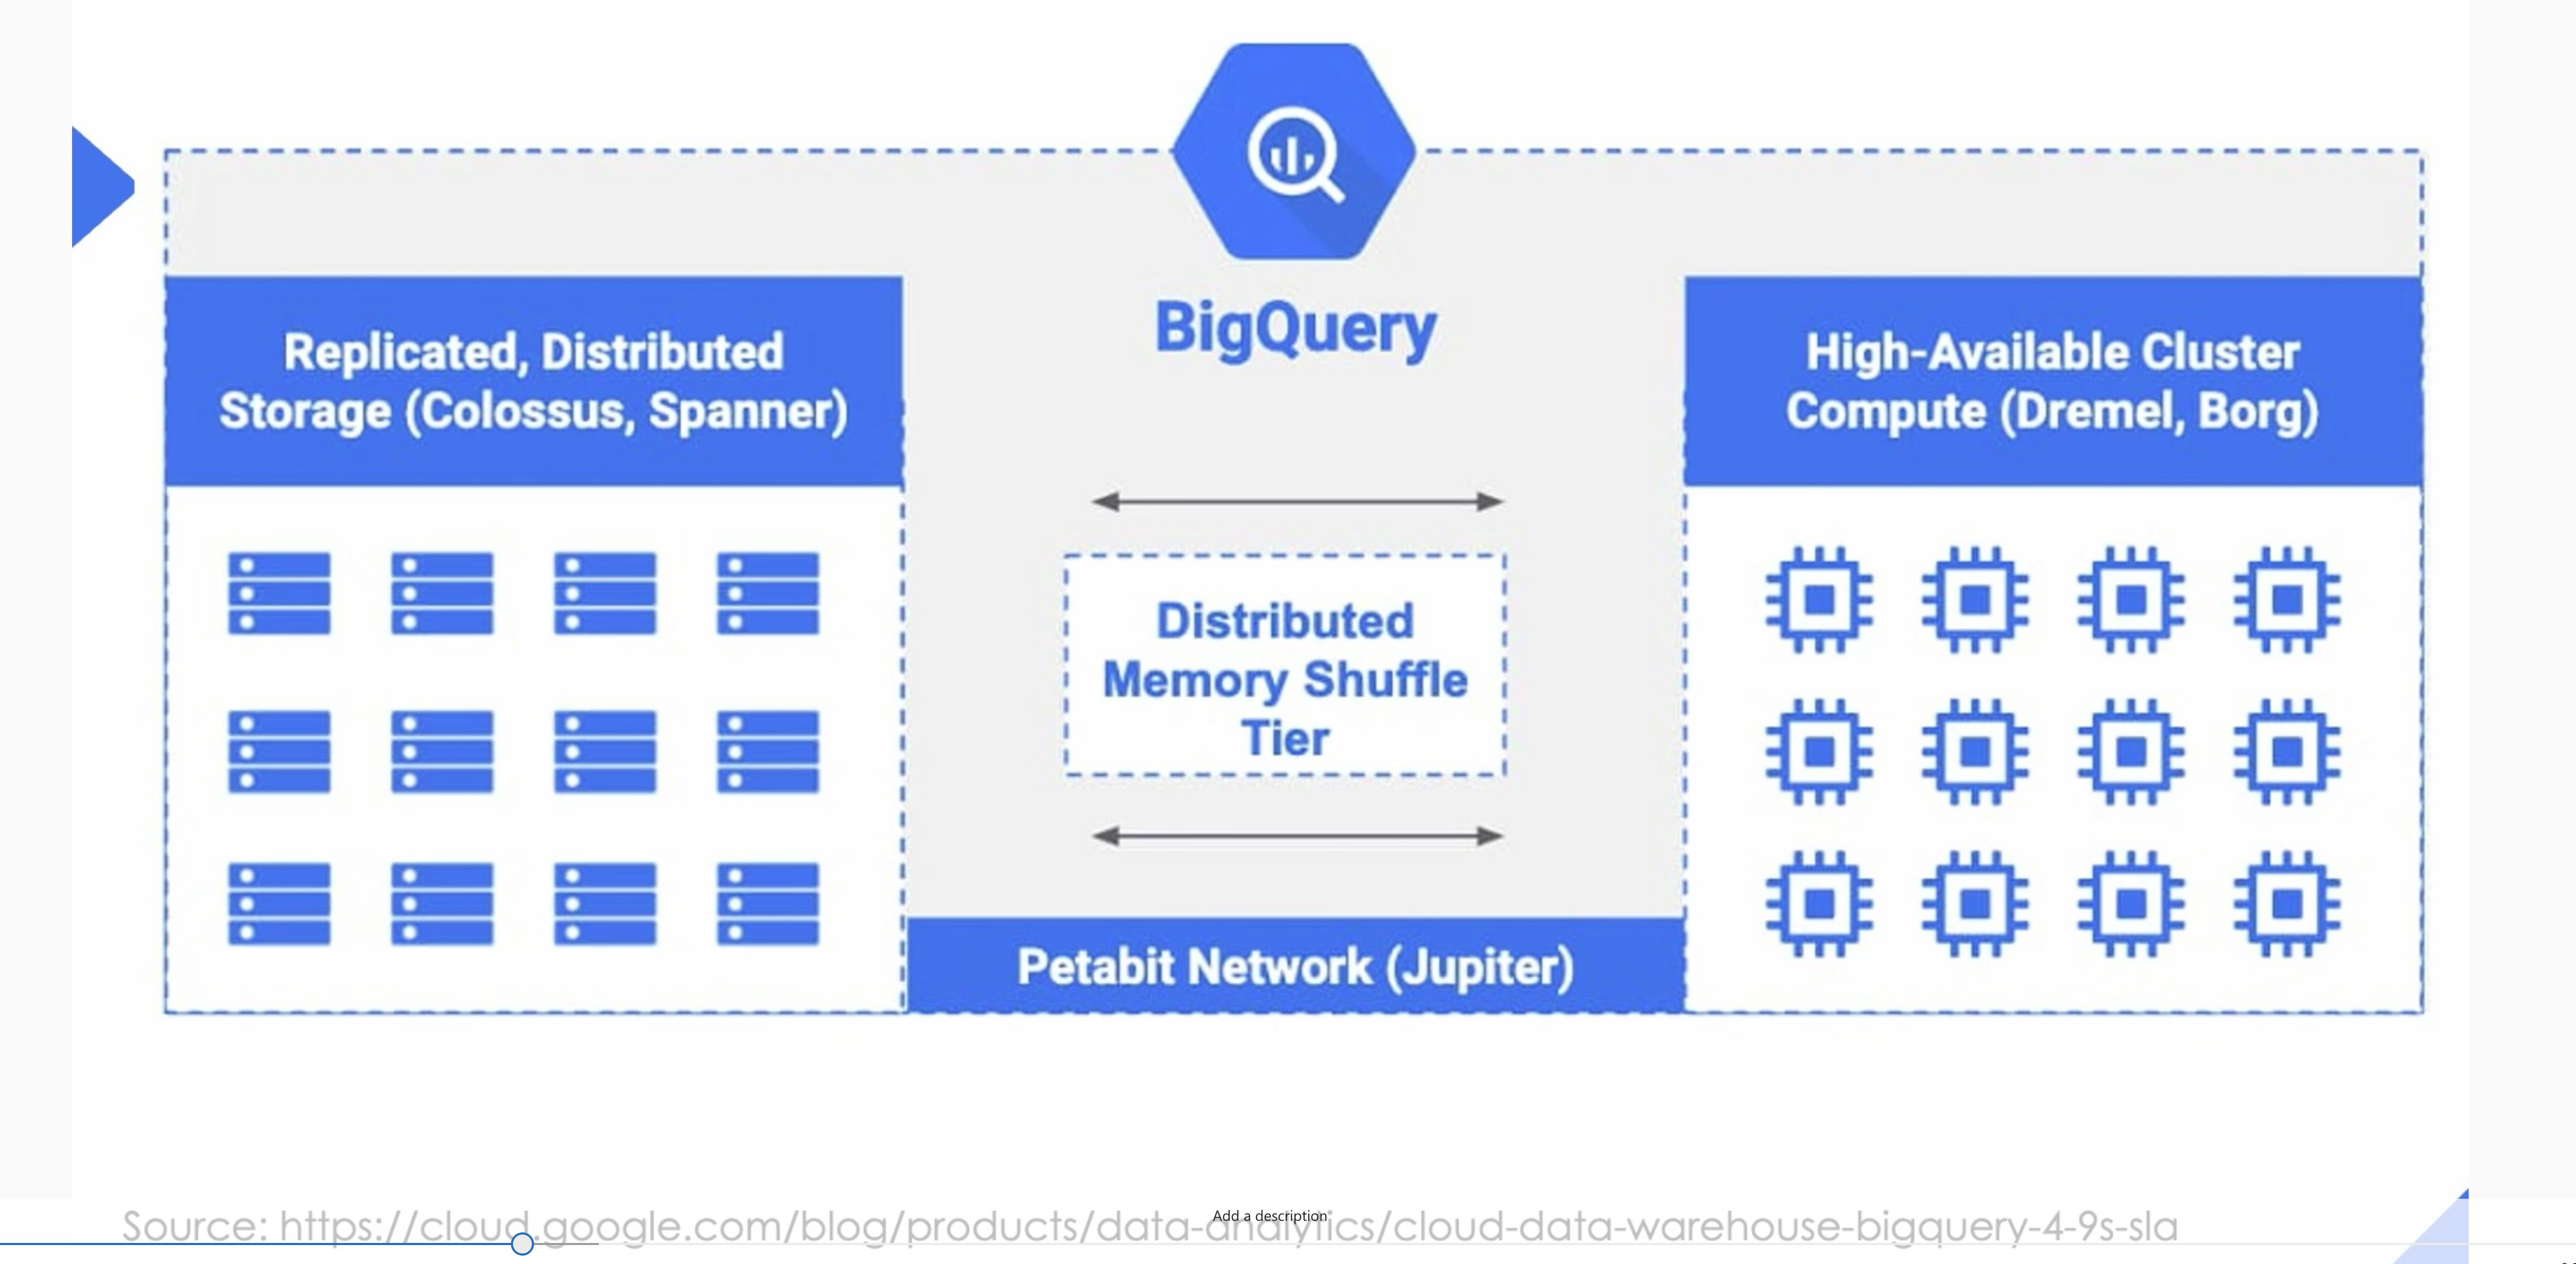 BigQuery
Replicated, Distributed
Storage (Colossus, Spanner)
High-Available Cluster
Compute (Dremel, Borg)
Distributed
Memory Shuffle
Tier
Petabit Network (Jupiter)
Source: https://cloud.google.com/blog/products/data-analytics/cloud-data-warehouse-bigquery-4-9s-sla
Add a description